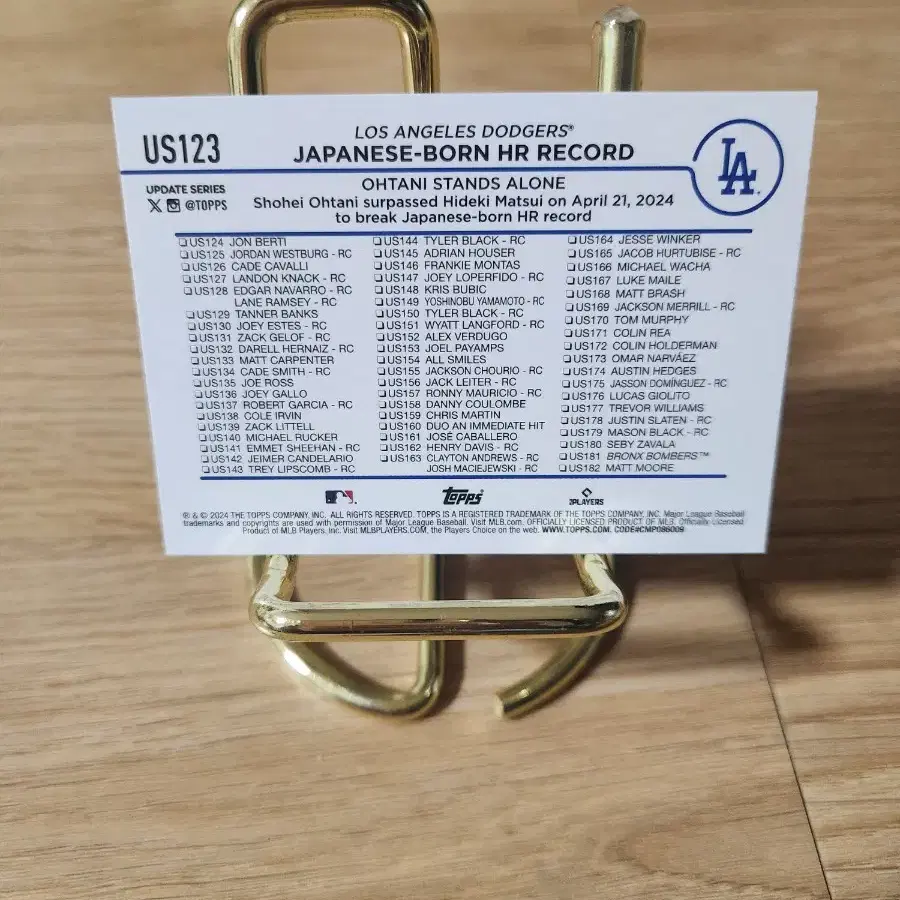 US123
LOS ANGELES DODGERS®
JAPANESE-BORN HR RECORD
LA
UPDATE SERIES
X @TOPPS
OHTANI STANDS ALONE
Shohei Ohtani surpassed Hideki Matsui on April 21, 2024
to break Japanese-born HR record
US124 JON BERTI
US125 JORDAN WESTBURG - RC
US126 CADE CAVALLI
US127 LANDON KNACK - RC
US128 EDGAR NAVARRO - RC
LANE RAMSEY - RC
US129 TANNER BANKS
US130 JOEY ESTES - RC
US131 ZACK GELOF - RC
US132 DARELL HERNAIZ - RC
US133 MATT CARPENTER
US134 CADE SMITH - RC
US135 JOE ROSS
US136 JOEY GALLO
US137 ROBERT GARCIA - RC
US138 COLE IRVIN
US139 ZACK LITTELL
US140 MICHAEL RUCKER
US141 EMMET SHEEHAN - RC
US142 JEIMER CANDELARIO
US143 TREY LIPSCOMB - RC
US144 TYLER BLACK - RC
US145 ADRIAN HOUSER
US146 FRANKIE MONTAS
US147 JOEY LOPERFIDO - RC
US148 KRIS BUBIC
US149 YOSHINOBU YAMAMOTO - RC
US150 TYLER BLACK - RC
US151 WYATT LANGFORD - RC
US152 ALEX VERDUGO
US153 JOEL PAYAMPS
US154 ALL SMILES
US155 JACKSON CHOURIO - RC
US156 JACK LEITER - RC
US157 RONNY MAURICIO - RC
US158 DANNY COULOMBE
US159 CHRIS MARTIN
US160 DUO AN IMMEDIATE HIT
US161 JOSÉ CABALLERO
US162 HENRY DAVIS - RC
US163 CLAYTON ANDREWS - RC
JOSH MACIEJEWSKI - RC
US164 JESSE WINKER
US165 JACOB HURTUBISE - RC
US166 MICHAEL WACHA
US167 LUKE MAILE
US168 MATT BRASH
US169 JACKSON MERRILL - RC
US170 TOM MURPHY
US171 COLIN REA
US172 COLIN HOLDERMAN
US173 OMAR NARVÁEZ
US174 AUSTIN HEDGES
US175 JASSON DOMÍNGUEZ - RC
US176 LUCAS GIOLITO
US177 TREVOR WILLIAMS
US178 JUSTIN SLATEN - RC
US179 MASON BLACK - RC
US180 SEBY ZAVALA
US181 BRONX BOMBERS™
US182 MATT MOORE
Topps
PLAYERS
® & © 2024 THE TOPPS COMPANY, INC. ALL RIGHTS RESERVED. TOPPS IS A REGISTERED TRADEMARK OF THE TOPPS COMPANY, INC. Major League Baseball
trademarks and copyrights are used with permission of Major League Baseball. Visit MLB.com. OFFICIALLY LICENSED PRODUCT OF MLB Officially Licensed
Product of MLB Players, Inc. Visit MLBPLAYERS.COM, the Players Choice on the web. WWW.TOPPS.COM. CODE#CMP086009